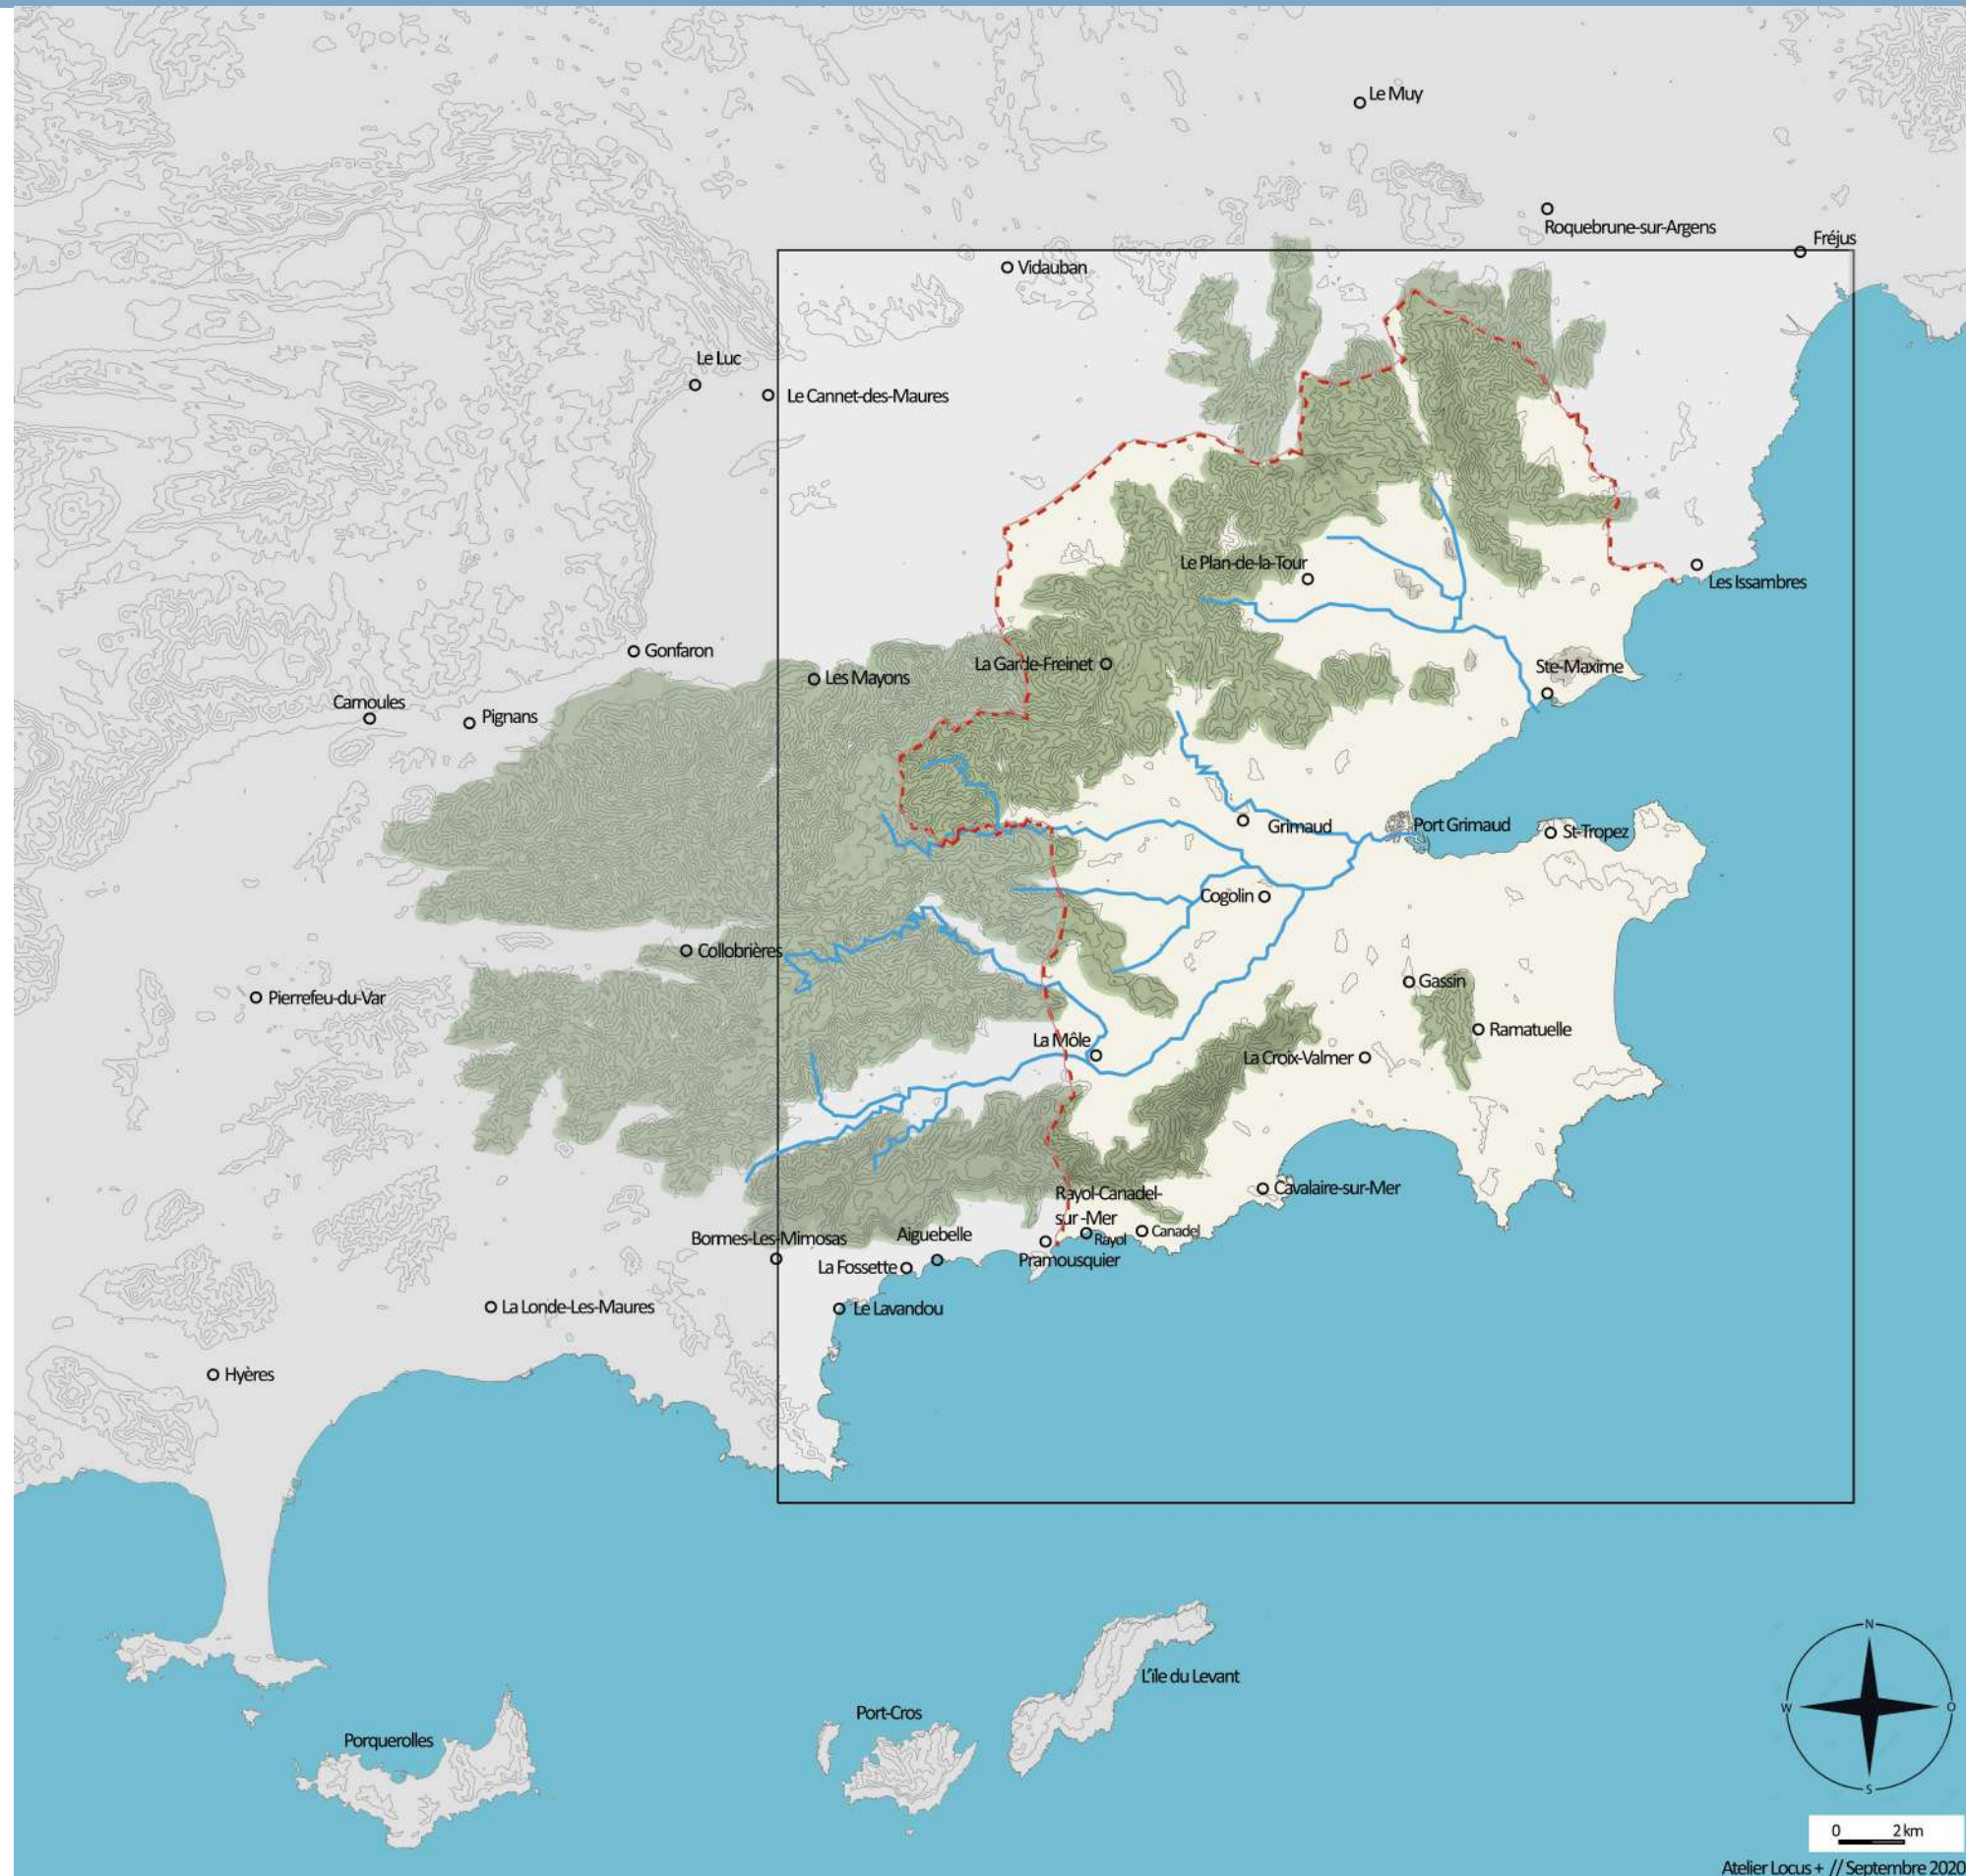 Le Muy
Roquebrune-sur-Argens
Fréjus
Vidauban
Le Luc
Le Cannet-des-Maures
Le Plan-de-la-Tour
Les Issambres
Gonfaron
La Garde-Freinet
Ste-Maxime
Les Mayons
Carnoules
Pignans
Grimaud
Port Grimaud
St-Tropez
Cogolin
Collobrières
Gassin
Pierrefeu-du-Var
Ramatuelle
La Môle
La Croix-Valmer
Rayol-Canadel-
sur-Mer
Cavalaire-sur-Mer
Canadel
Rayol
Bormes-Les-Mimosas
Aiguebelle
Pramousquier
La Fossette
La Londe-Les-Maures
Le Lavandou
Hyères
L'île du Levant
Port-Cros
Porquerolles
N
W
O
S
0 2 km
Atelier Locus + // Septembre 2020